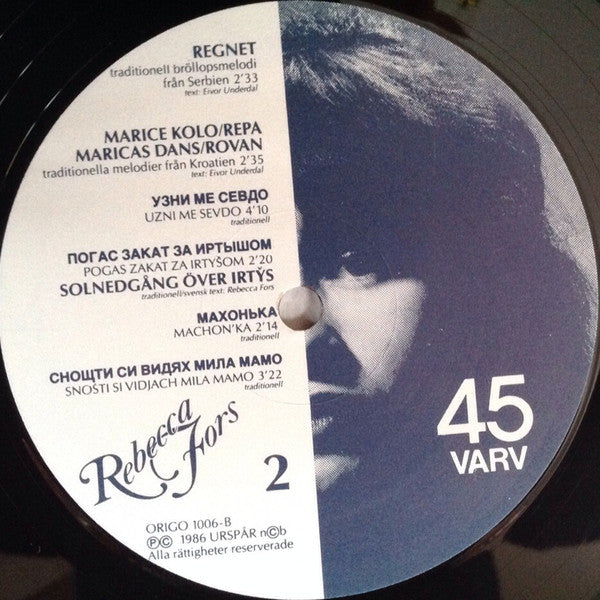 REGNET
traditionell bröllopsmelodi
från Serbien 2'33
text: Eivor Underdal
MARICE KOLO/REPA
MARICAS DANS/ROVAN
traditionella melodier från Kroatien 2'35
text: Eivor Underdal
УЗНИ МЕ СЕВДО
UZNI ME SEVDO 4'10
traditionell
ПОГАС ЗАКАТ ЗА ИРТЫШОМ
POGAS ZAKAT ZA IRTYŠOM 2'20
SOLNEDGÅNG ÖVER IRTYŠ
traditionell/svensk text: Rebecca Fors
МАХОНЬКА
MACHON'KA 2'14
traditionell
СНОЩТИ СИ ВИДЯХ МИЛА МАМО
SNOŠTI SI VIDJACH MILA MAMO 3'22
traditionell
Rebecca Fors
2
45
VARV
ORIGO 1006-B
Ⓟ© 1986 URSPÅR n©b
Alla rättigheter reserverade